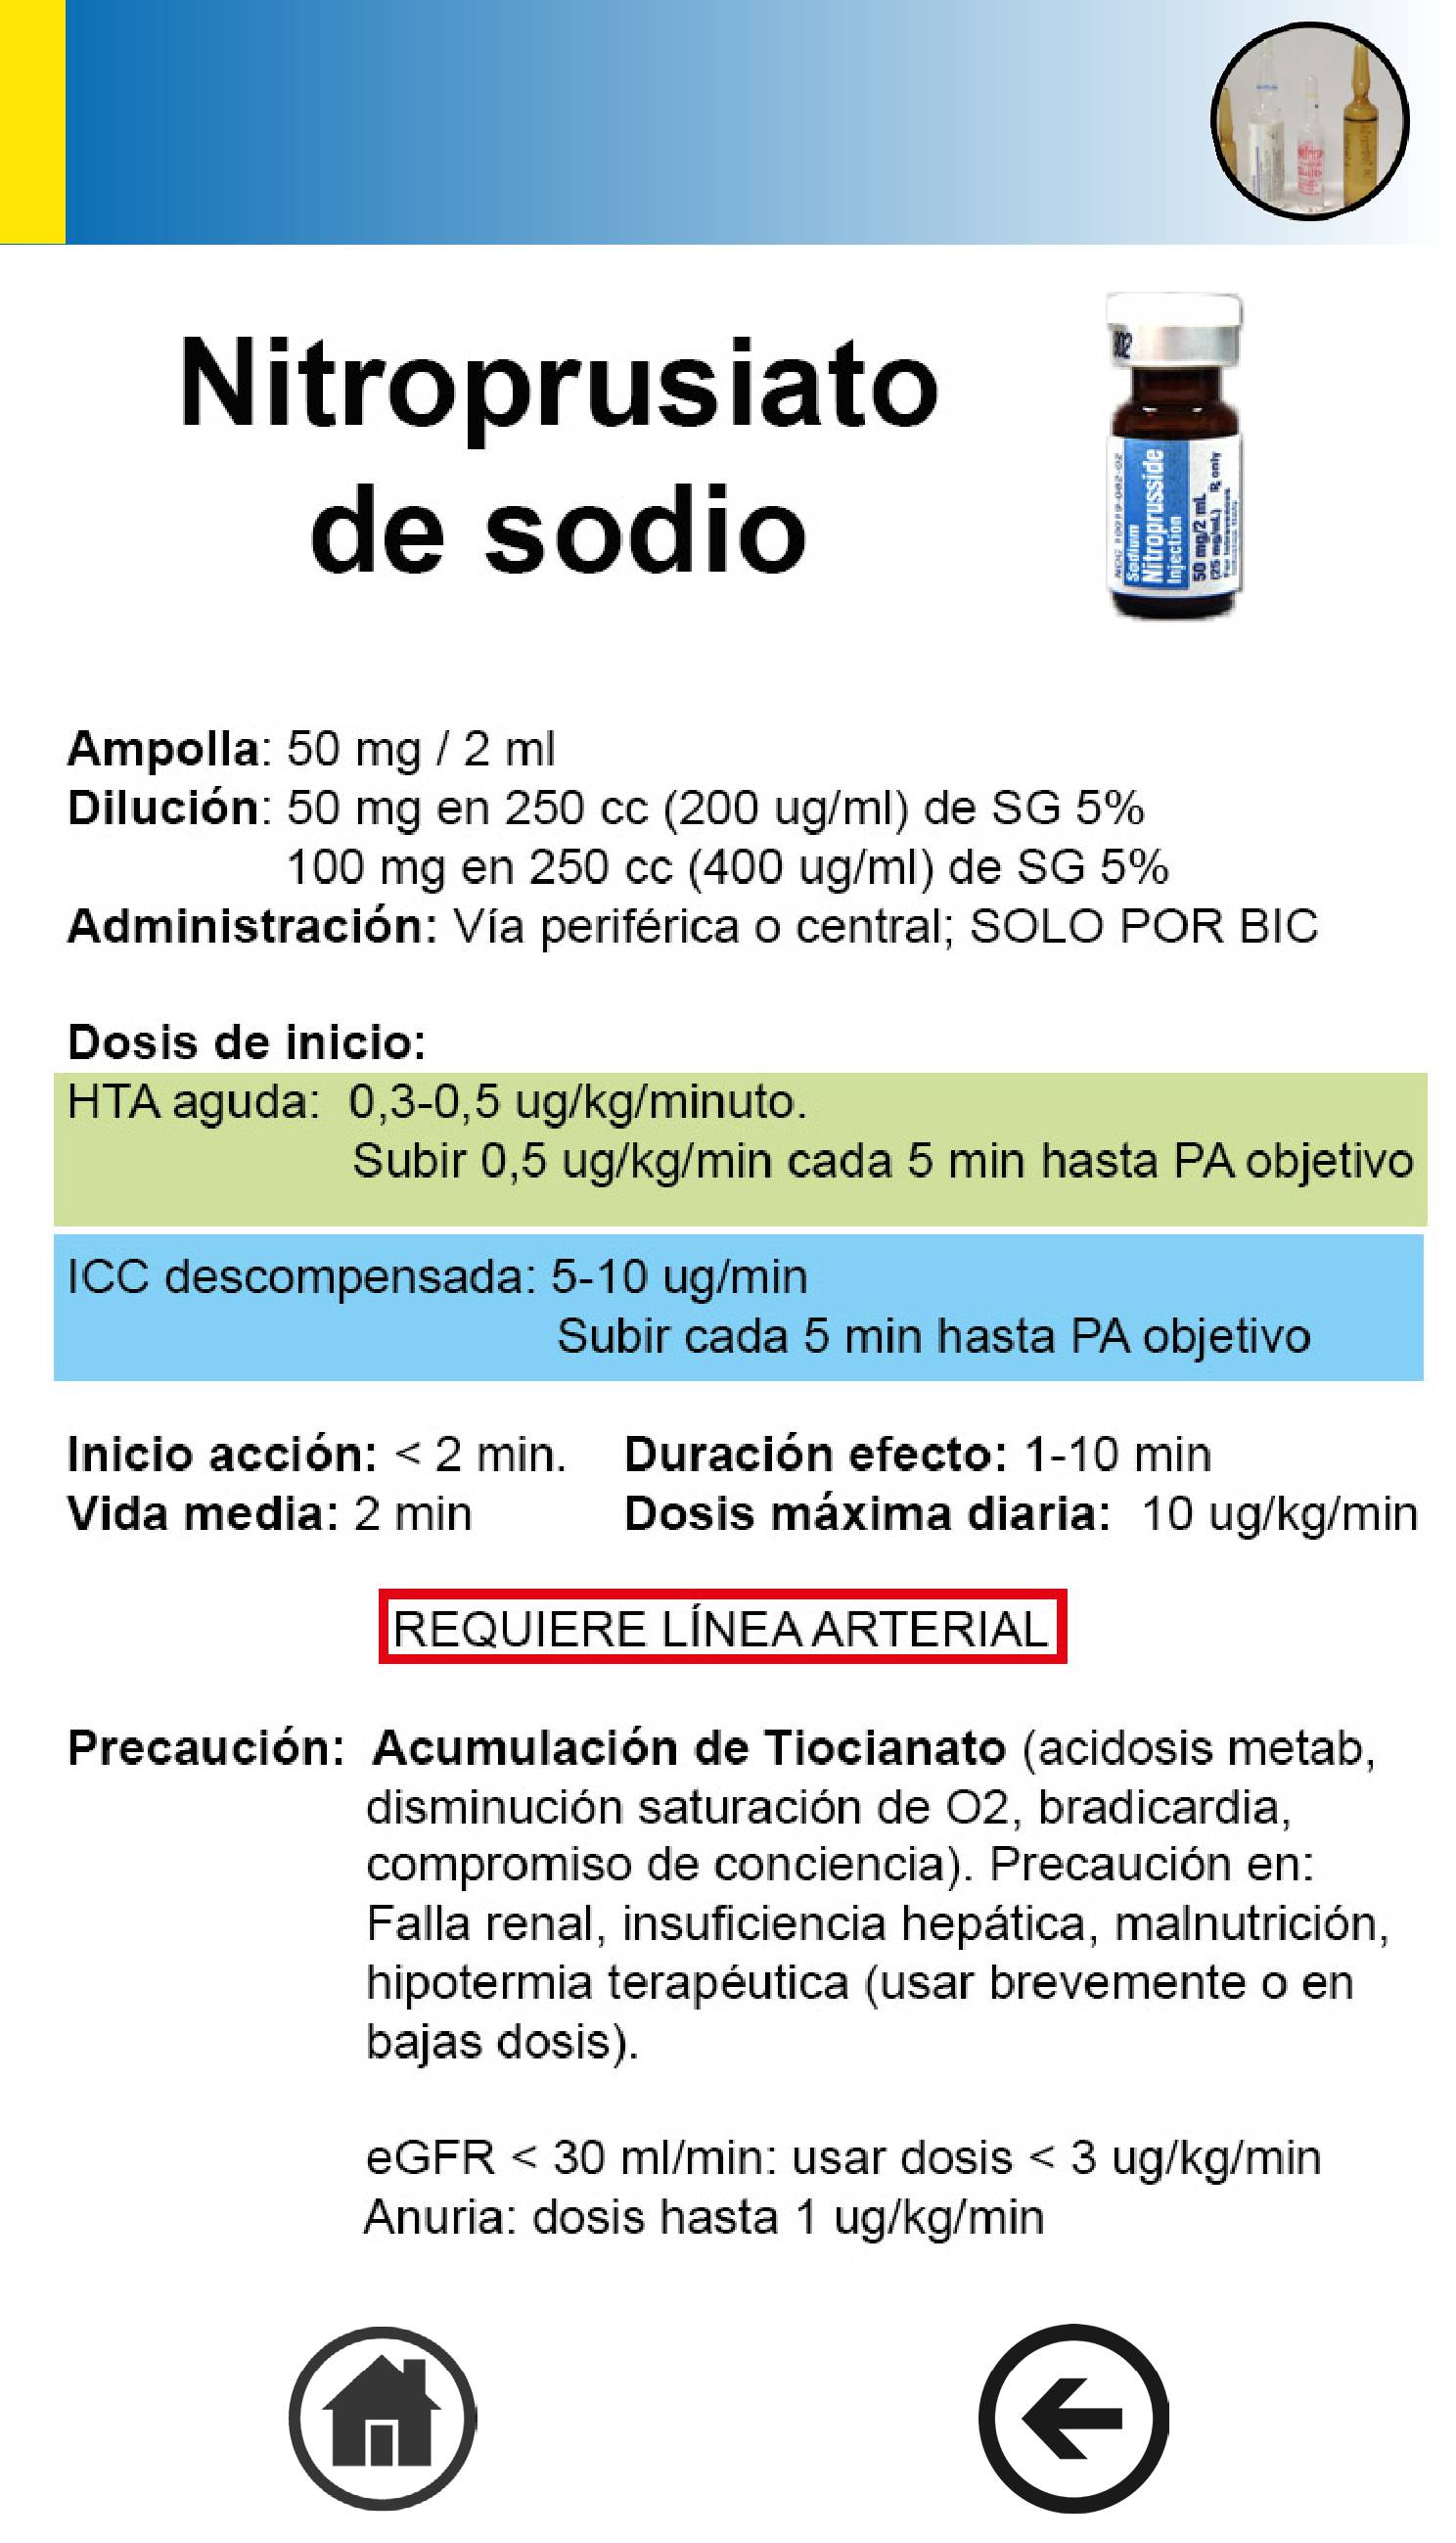 Nitroprusiato
de sodio
802
NDC 10019-082-02
Sodium
Nitroprusside
Injection
50 mg/2 mL
(25 mg/mL) Rx only
For Intravenous
Ampolla: 50 mg / 2 ml
Dilución: 50 mg en 250 cc (200 ug/ml) de SG 5%
100 mg en 250 cc (400 ug/ml) de SG 5%
Administración: Vía periférica o central; SOLO POR BIC
Dosis de inicio:
HTA aguda: 0,3-0,5 ug/kg/minuto.
Subir 0,5 ug/kg/min cada 5 min hasta PA objetivo
ICC descompensada: 5-10 ug/min
Subir cada 5 min hasta PA objetivo
Inicio acción: < 2 min. Duración efecto: 1-10 min
Vida media: 2 min Dosis máxima diaria: 10 ug/kg/min
REQUIERE LÍNEA ARTERIAL
Precaución: Acumulación de Tiocianato (acidosis metab,
disminución saturación de O2, bradicardia,
compromiso de conciencia). Precaución en:
Falla renal, insuficiencia hepática, malnutrición,
hipotermia terapéutica (usar brevemente o en
bajas dosis).
eGFR < 30 ml/min: usar dosis < 3 ug/kg/min
Anuria: dosis hasta 1 ug/kg/min